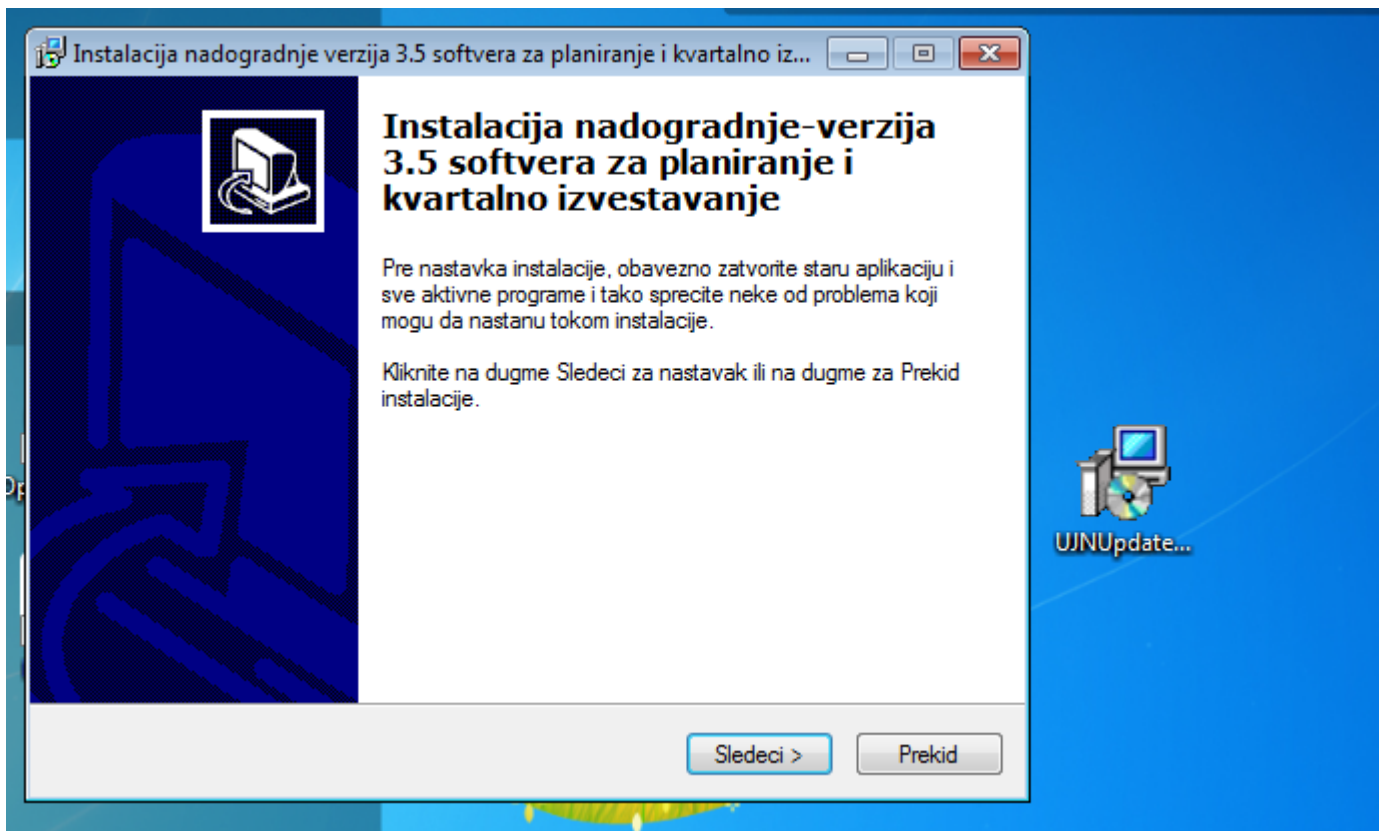 Instalacija nadogradnje verzija 3.5 softvera za planiranje i kvartalno iz...
Instalacija nadogradnje-verzija
3.5 softvera za planiranje i
kvartalno izvestavanje
Pre nastavka instalacije, obavezno zatvorite staru aplikaciju i
sve aktivne programe i tako sprecite neke od problema koji
mogu da nastanu tokom instalacije.
Kliknite na dugme Sledeci za nastavak ili na dugme za Prekid
instalacije.
UJNUpdate...
Sledeci >
Prekid